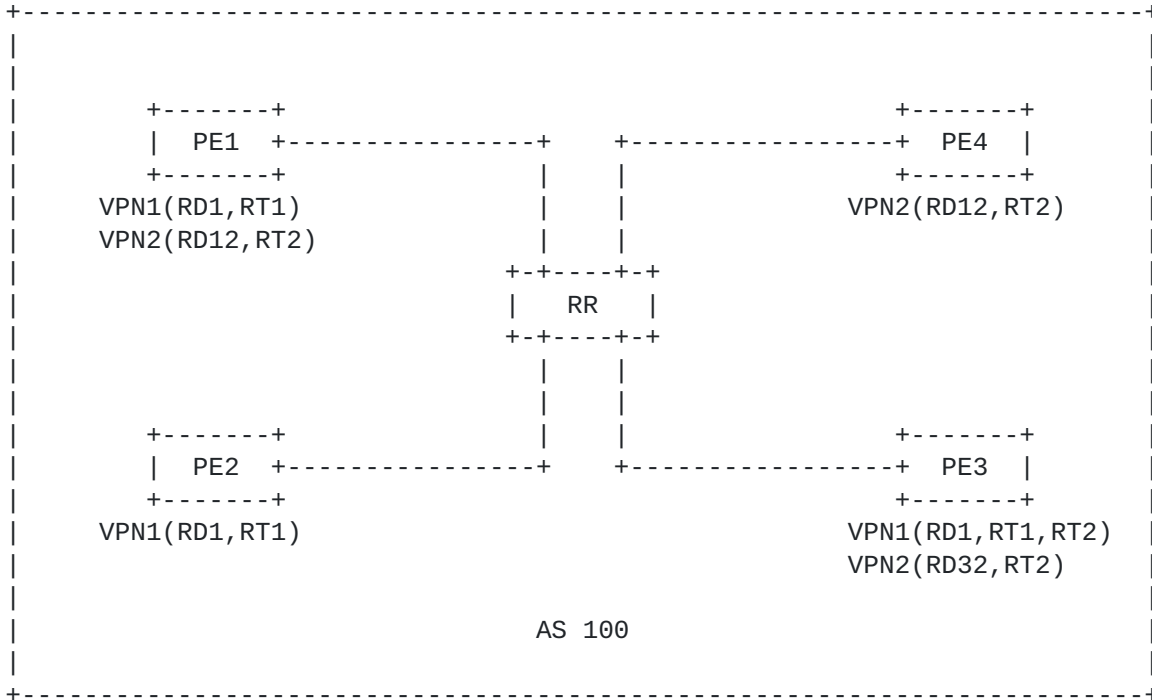 PE1 PE4
VPN1(RD1,RT1) VPN2(RD12,RT2)
VPN2(RD12,RT2)
RR
PE2 PE3
VPN1(RD1,RT1) VPN1(RD1,RT1,RT2)
VPN2(RD32,RT2)
AS 100